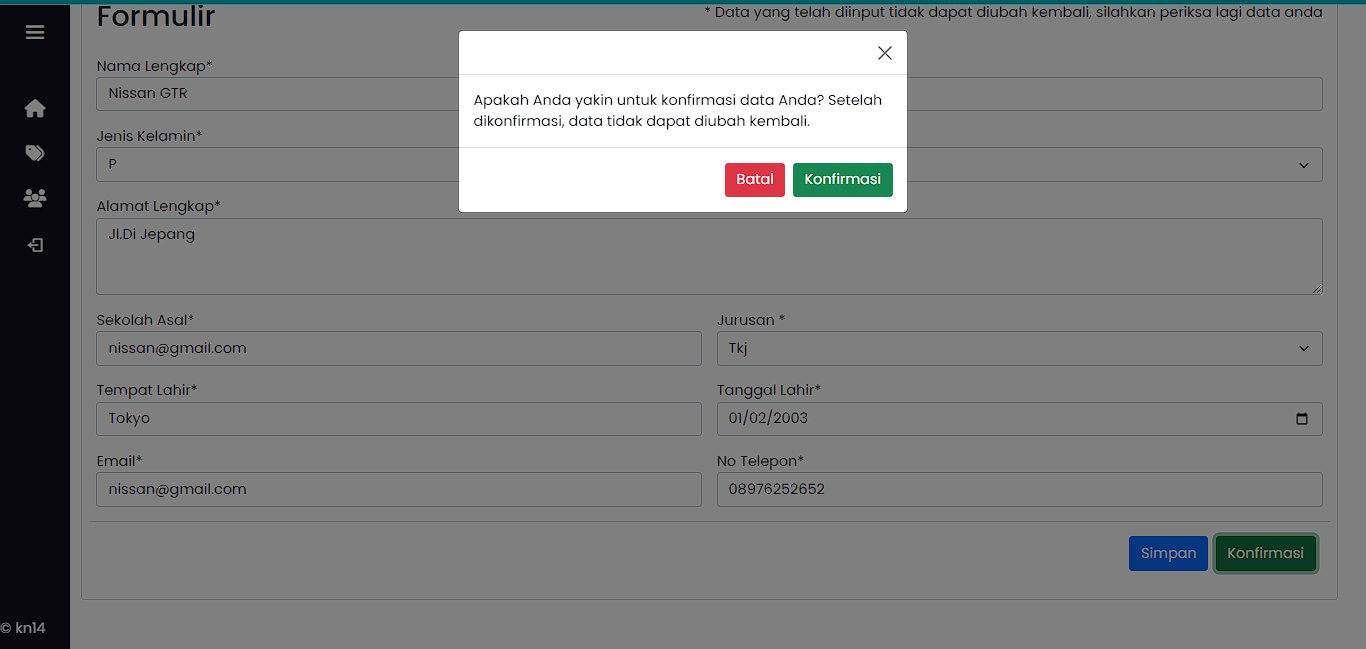 Formulir
* Data yang telah diinput tidak dapat diubah kembali, silahkan periksa lagi data anda
Apakah Anda yakin untuk konfirmasi data Anda? Setelah
dikonfirmasi, data tidak dapat diubah kembali.
Batal Konfirmasi
Nama Lengkap*
Nissan GTR
Jenis Kelamin*
P
Alamat Lengkap*
Jl.Di Jepang
Sekolah Asal* Jurusan *
nissan@gmail.com Tkj
Tempat Lahir* Tanggal Lahir*
Tokyo 01/02/2003
Email* No Telepon*
nissan@gmail.com 08976252652
Simpan Konfirmasi
© kn14